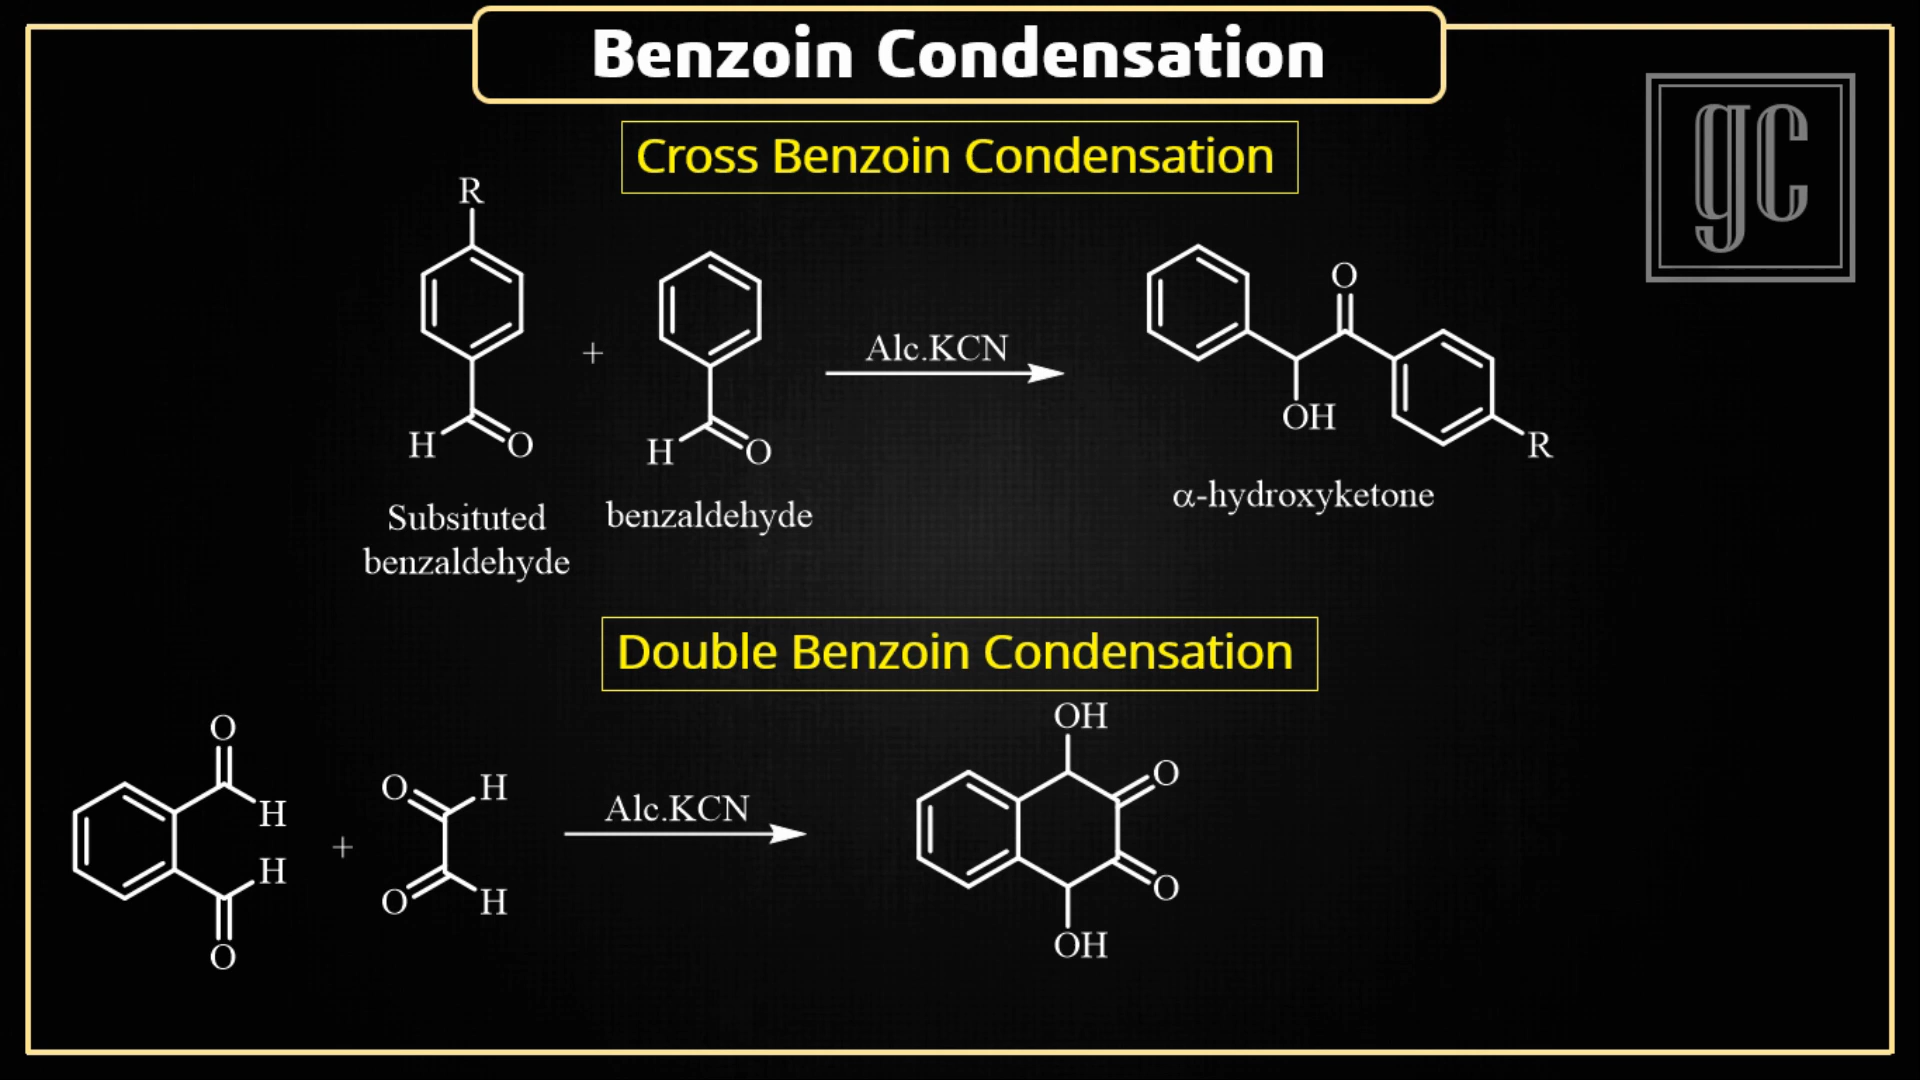 Benzoin Condensation
gc
Cross Benzoin Condensation
R
H
O
+
H
O
Alc.KCN
O
OH
R
Subsituted
benzaldehyde
benzaldehyde
α-hydroxyketone
Double Benzoin Condensation
O
H
H
O
+
O
H
O
H
Alc.KCN
OH
O
O
OH